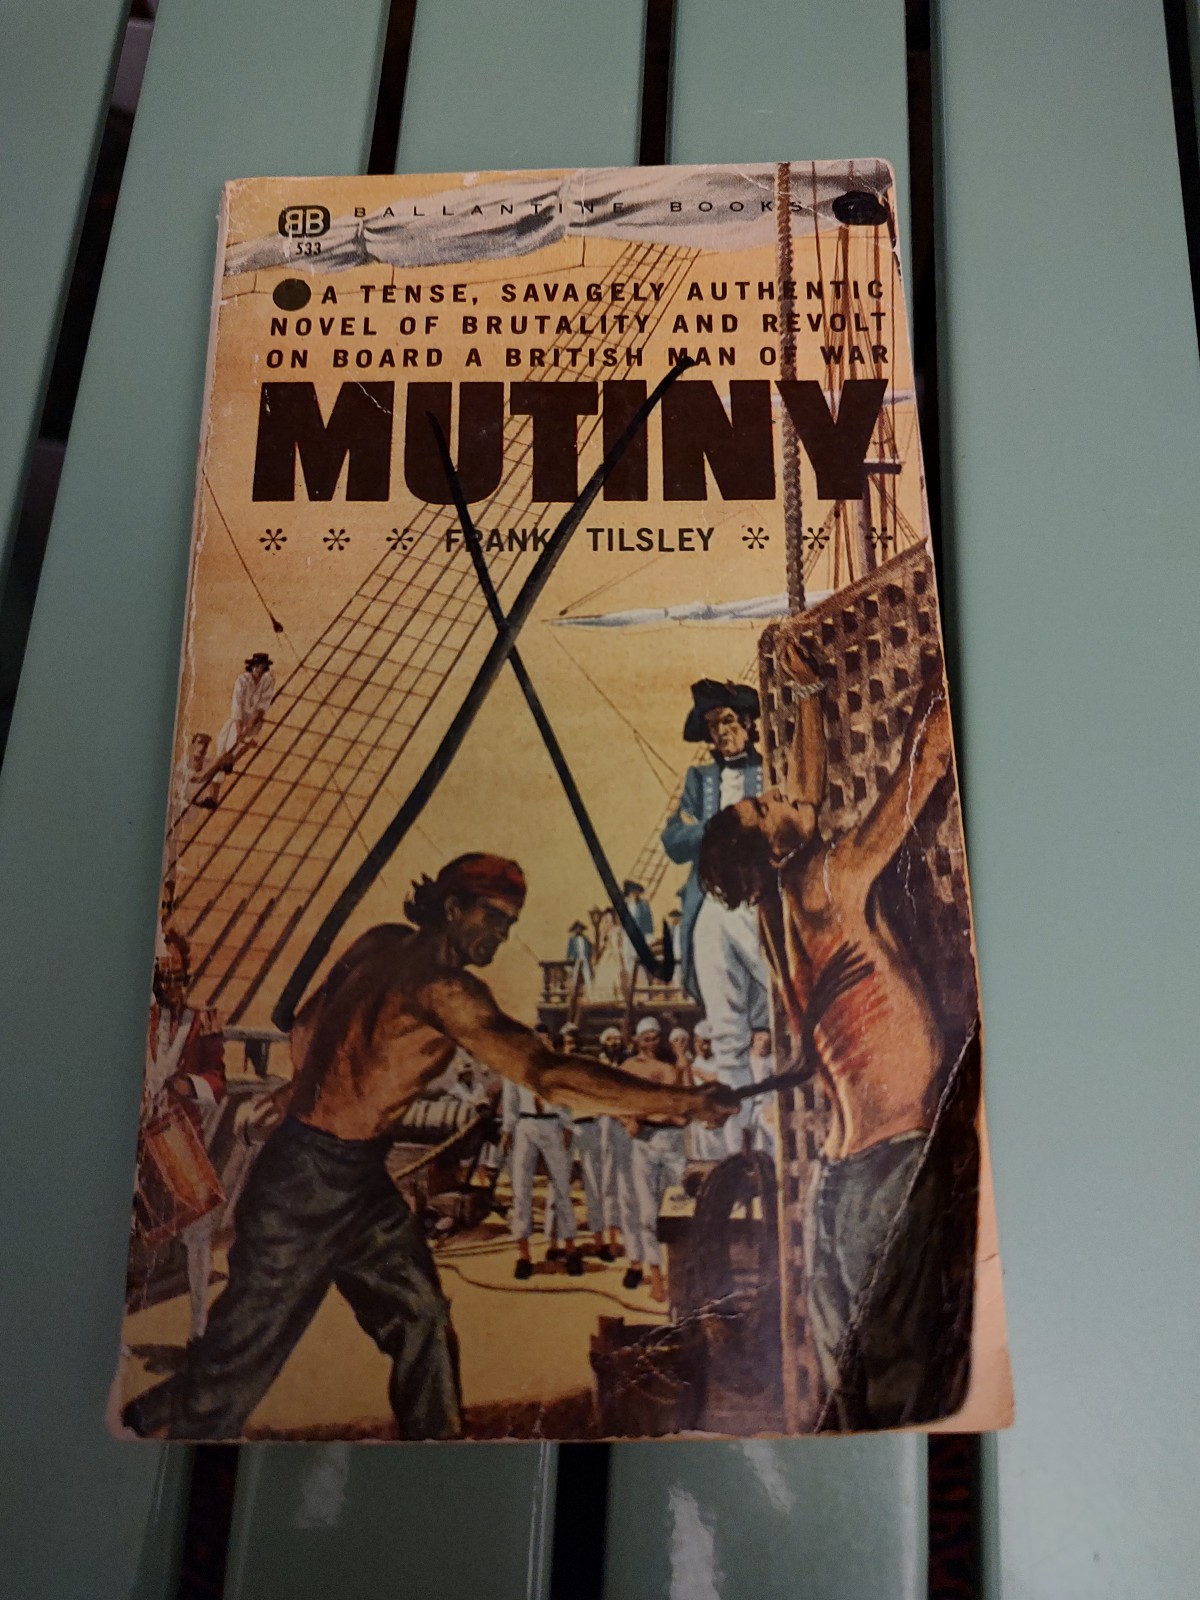 BB BALLANTINE BOOKS
533
A TENSE, SAVAGELY AUTHENTIC
NOVEL OF BRUTALITY AND REVOLT
ON BOARD A BRITISH MAN OF WAR
MUTINY
* * * FRANK TILSLEY * * *